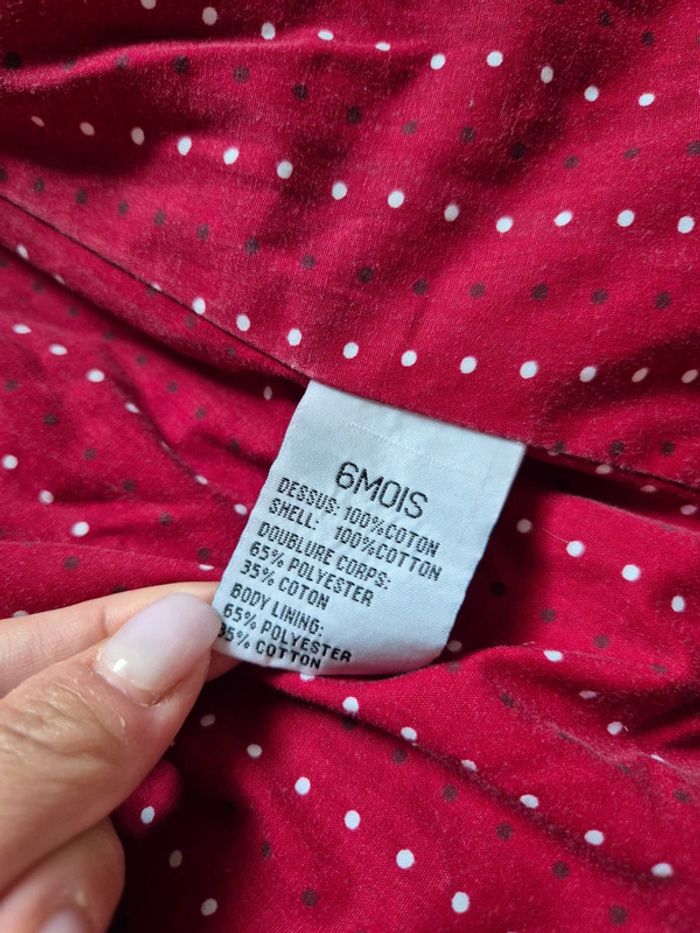 6MOIS
DESSUS: 100%COTON
SHELL: 100%COTTON
DOUBLURE CORPS:
65% POLYESTER
35% COTON
BODY LINING:
65% POLYESTER
35% COTTON